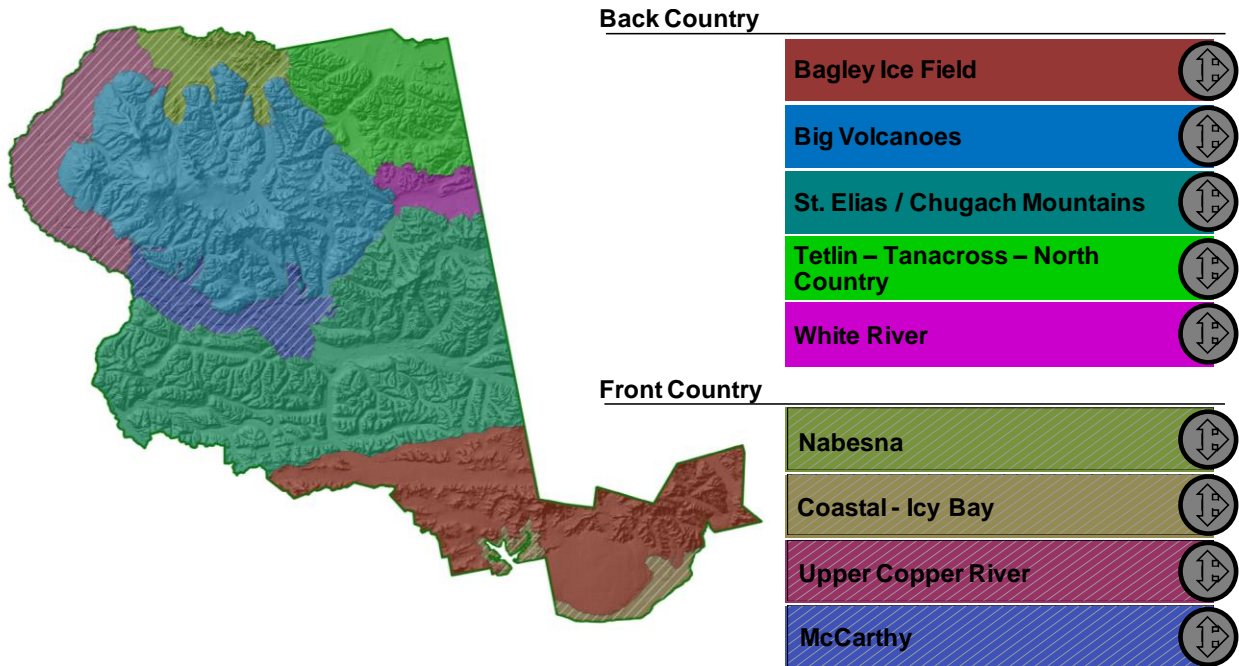 Back Country
Bagley Ice Field
Big Volcanoes
St. Elias / Chugach Mountains
Tetlin – Tanacross – North
Country
White River
Front Country
Nabesna
Coastal - Icy Bay
Upper Copper River
McCarthy